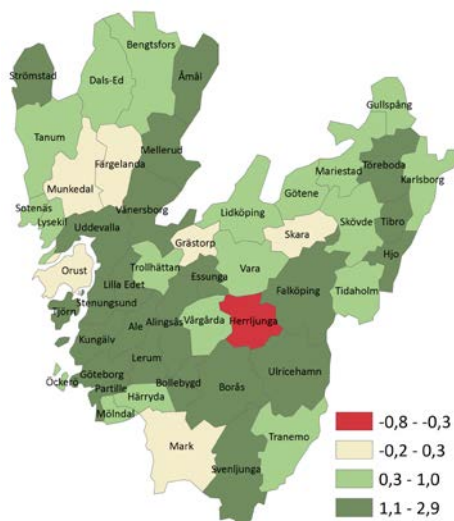 Bengtsfors
Strömstad
Dals-Ed
Åmål
Gullspång
Tanum
Mellerud
Färgelanda
Töreboda
Mariestad
Karlsborg
Munkedal
Götene
Sotenäs
Vänersborg
Lidköping
Lysekil
Uddevalla
Skövde
Tibro
Grästorp
Skara
Hjo
Orust
Trollhättan
Essunga
Vara
Tidaholm
Lilla Edet
Falköping
Stenungsund
Tjörn
Ale
Alingsås
Vårgårda
Herrljunga
Kungälv
Lerum
Ulricehamn
Göteborg
Bollebygd
Borås
Öckerö
Partille
Härryda
Mölndal
Tranemo
Mark
Svenljunga
-0,8 - -0,3
-0,2 - 0,3
0,3 - 1,0
1,1 - 2,9